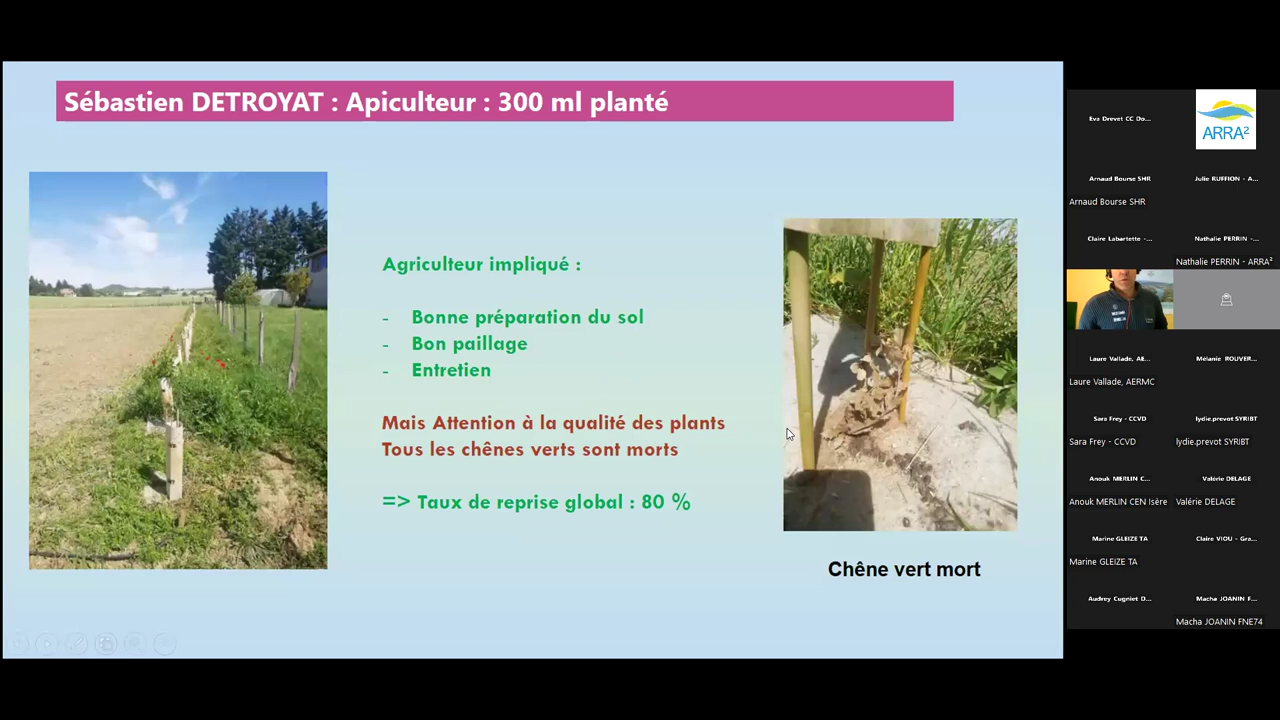 Sébastien DETROYAT : Apiculteur : 300 ml planté
Agriculteur impliqué :
- Bonne préparation du sol
- Bon paillage
- Entretien
Mais Attention à la qualité des plants
Tous les chênes verts sont morts
=> Taux de reprise global : 80 %
Chêne vert mort
Eva Drevet CC Do...
ARRA²
Arnaud Bourse SHR
Julie RUFFION - A...
Arnaud Bourse SHR
Claire Labartette -...
Nathalie PERRIN -...
Nathalie PERRIN - ARRA²
Laure Vallade, AE...
Mélanie ROUVER...
Laure Vallade, AERMC
Sara Frey - CCVD
lydie.prevot SYRIBT
Sara Frey - CCVD
lydie.prevot SYRIBT
Anouk MERLIN C...
Valérie DELAGE
Anouk MERLIN CEN Isère
Valérie DELAGE
Marine GLEIZE TA
Claire VIOU - Gra...
Marine GLEIZE TA
Audrey Cugniet D...
Macha JOANIN F...
Macha JOANIN FNE74